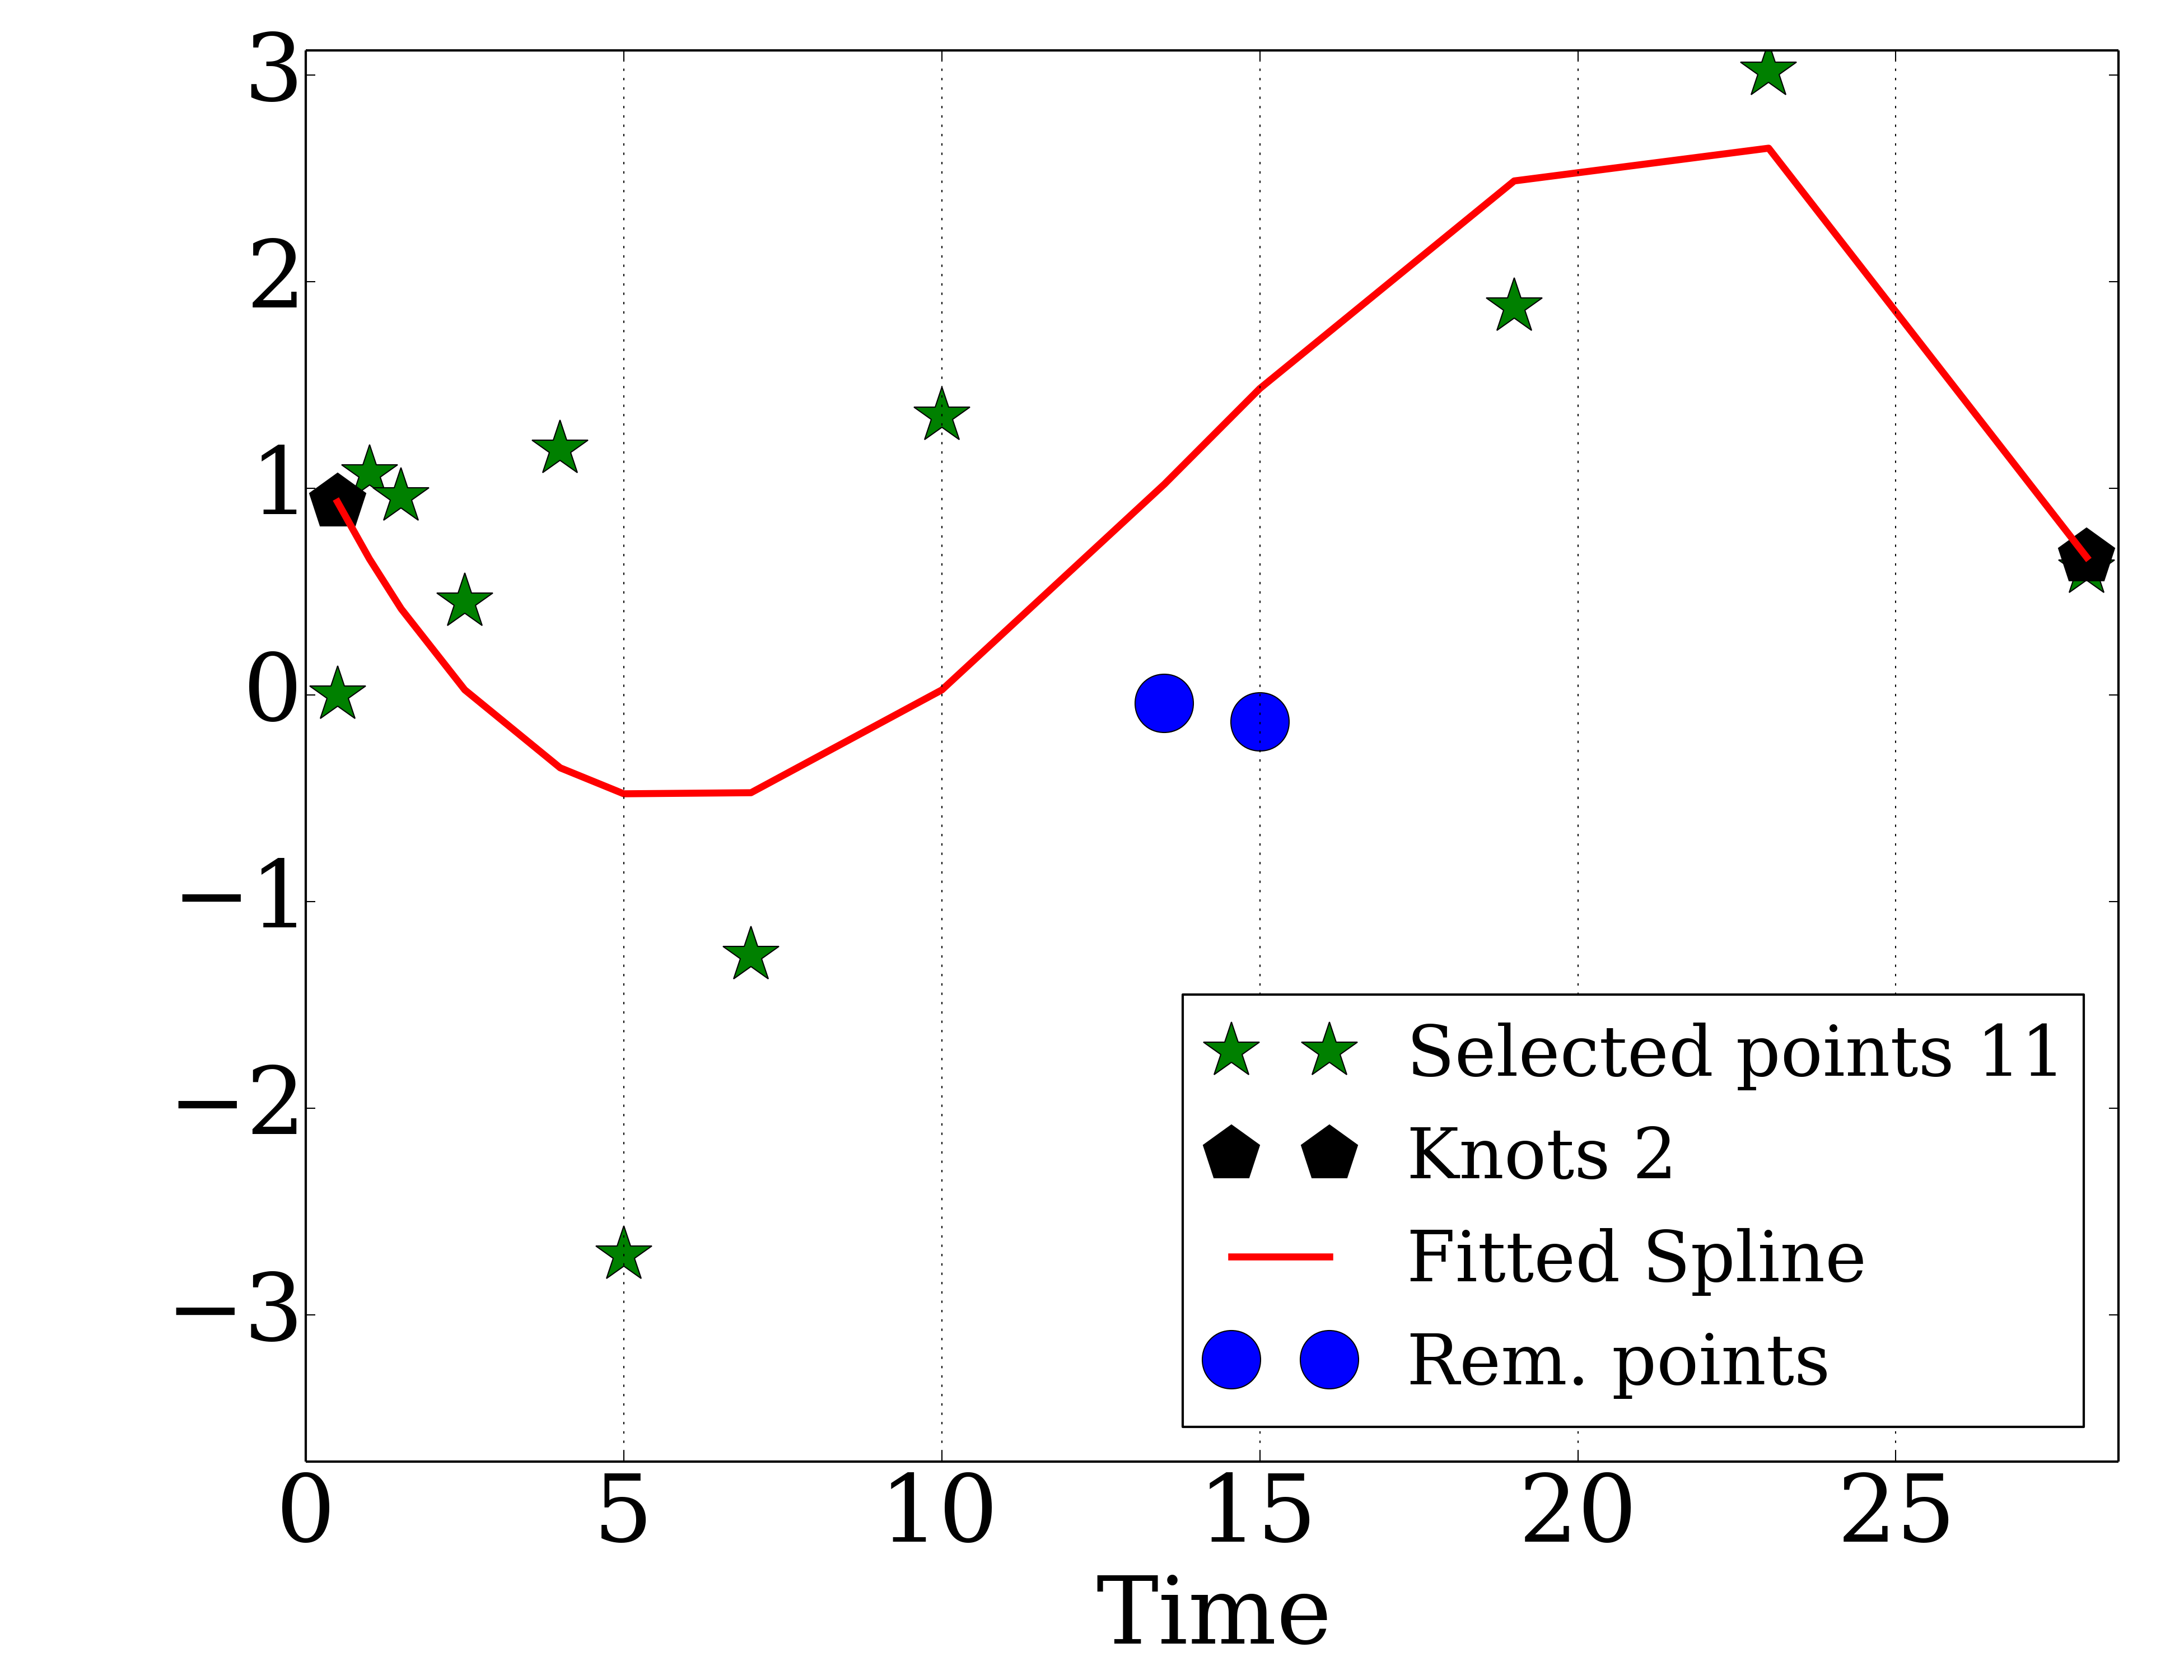 3
2
1
0
−1
−2
−3
Selected points 11
Knots 2
Fitted Spline
Rem. points
0 5 10 15 20 25
Time